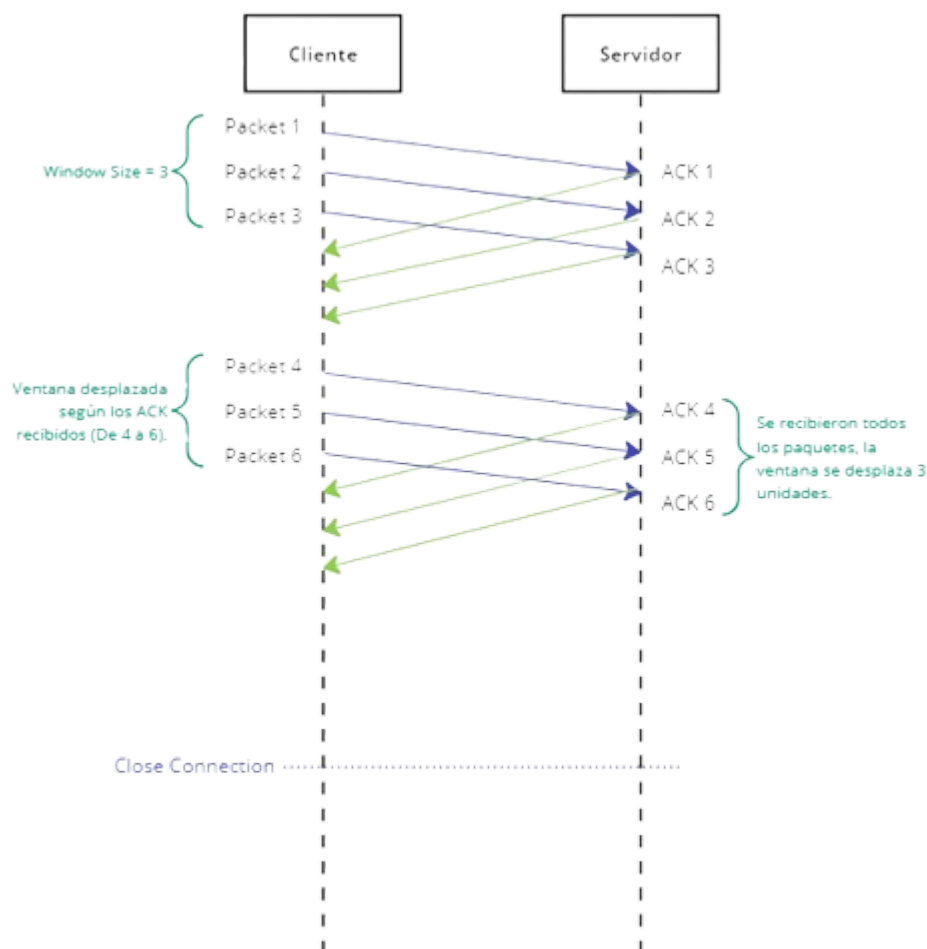 Cliente
Servidor
Packet 1
Window Size = 3
Packet 2
Packet 3
ACK 1
ACK 2
ACK 3
Packet 4
Ventana desplazada
según los ACK
recibidos (De 4 a 6).
Packet 5
Packet 6
ACK 4
ACK 5
ACK 6
Se recibieron todos
los paquetes, la
ventana se desplaza 3
unidades.
Close Connection